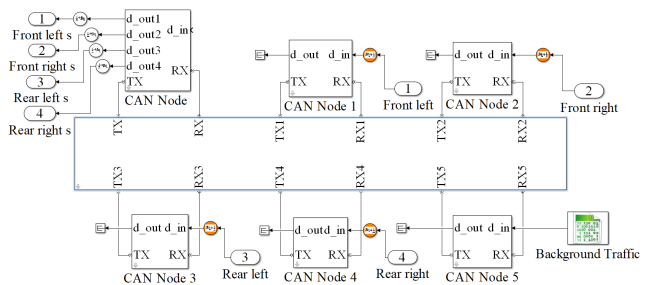 1
Front left s
2
Front right s
3
Rear left s
4
Rear right s
d_out1
d_out2
d_out3
d_out4
d_in
TX
RX
CAN Node
d_out d_in
TX RX
CAN Node 1
1
Front left
d_out d_in
TX RX
CAN Node 2
2
Front right
TX
RX
TX1
RX1
TX2
RX2
TX3
RX3
TX4
RX4
TX5
RX5
d_out d_in
TX RX
CAN Node 3
3
Rear left
d_out d_in
TX RX
CAN Node 4
4
Rear right
d_out d_in
TX RX
CAN Node 5
Background Traffic